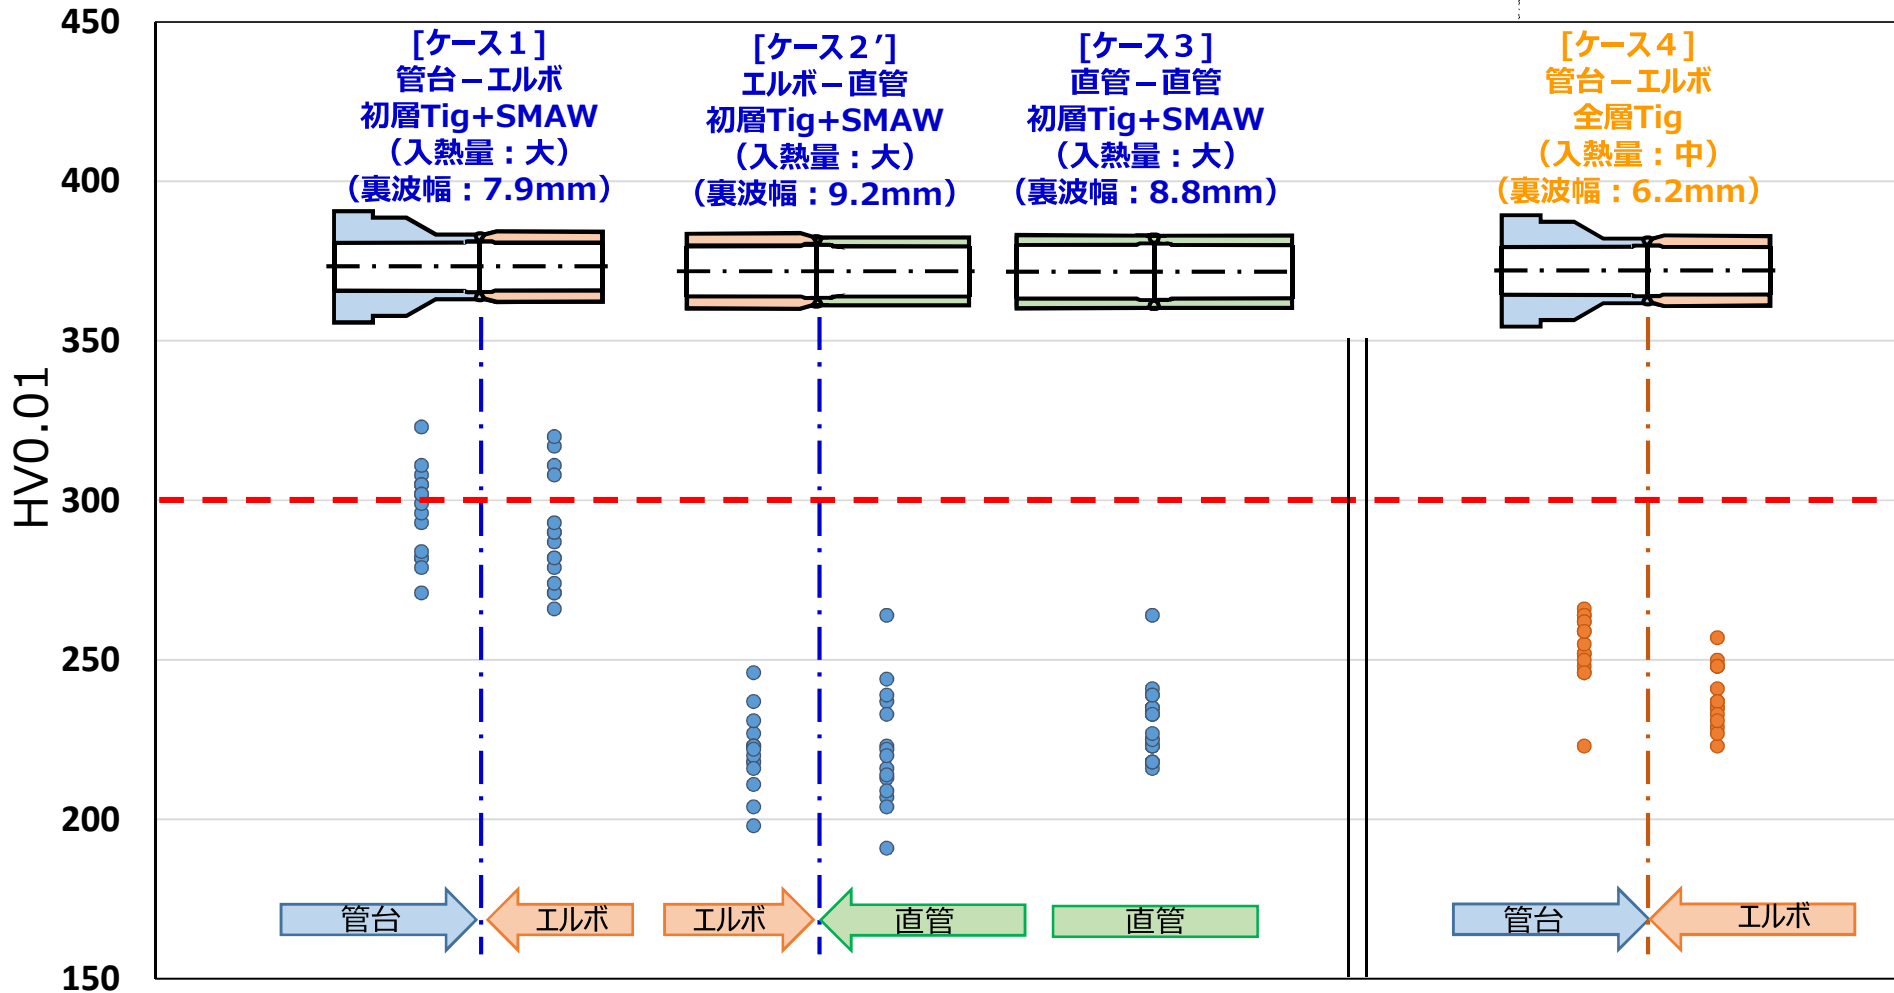 450
400
350
300
250
200
150
HV0.01
[ケース１]
管台－エルボ
初層Tig+SMAW
（入熱量：大）
（裏波幅：7.9mm）
[ケース２’]
エルボ－直管
初層Tig+SMAW
（入熱量：大）
（裏波幅：9.2mm）
[ケース３]
直管－直管
初層Tig+SMAW
（入熱量：大）
（裏波幅：8.8mm）
[ケース４]
管台－エルボ
全層Tig
（入熱量：中）
（裏波幅：6.2mm）
管台
エルボ
エルボ
直管
直管
管台
エルボ